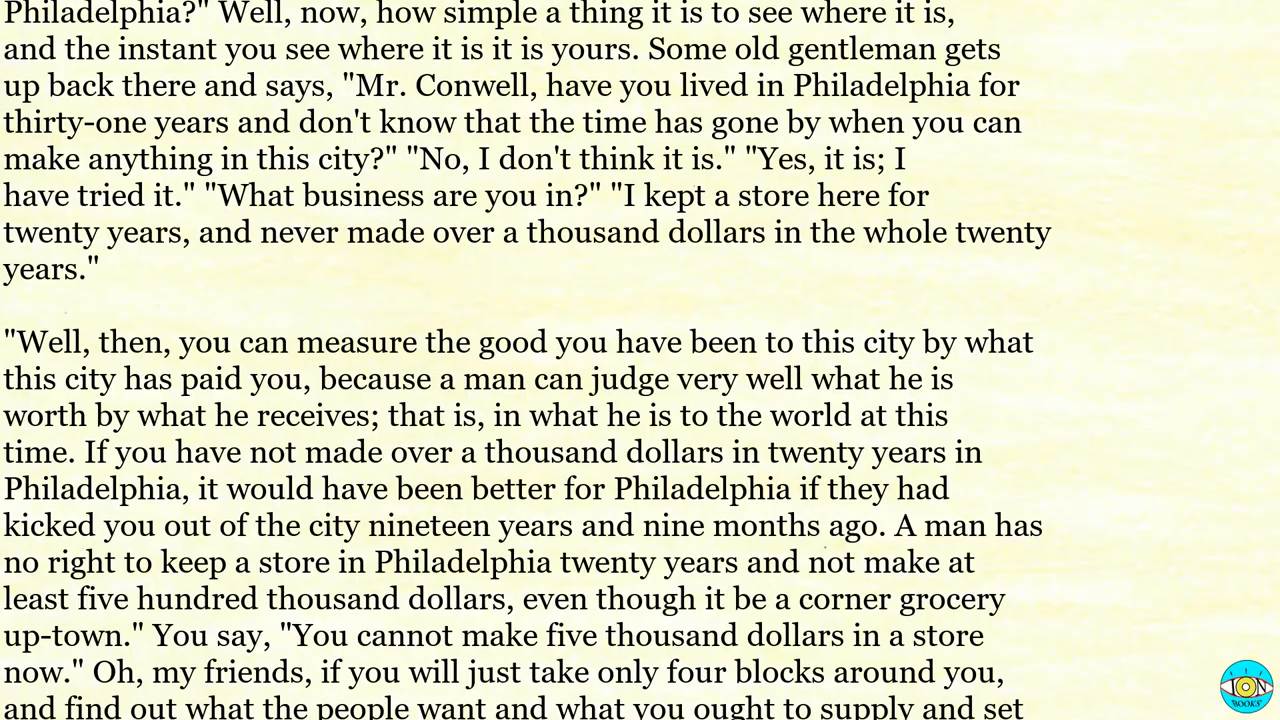 Philadelphia?" Well, now, how simple a thing it is to see where it is,
and the instant you see where it is it is yours. Some old gentleman gets
up back there and says, "Mr. Conwell, have you lived in Philadelphia for
thirty-one years and don't know that the time has gone by when you can
make anything in this city?" "No, I don't think it is." "Yes, it is; I
have tried it." "What business are you in?" "I kept a store here for
twenty years, and never made over a thousand dollars in the whole twenty
years."
"Well, then, you can measure the good you have been to this city by what
this city has paid you, because a man can judge very well what he is
worth by what he receives; that is, in what he is to the world at this
time. If you have not made over a thousand dollars in twenty years in
Philadelphia, it would have been better for Philadelphia if they had
kicked you out of the city nineteen years and nine months ago. A man has
no right to keep a store in Philadelphia twenty years and not make at
least five hundred thousand dollars, even though it be a corner grocery
up-town." You say, "You cannot make five thousand dollars in a store
now." Oh, my friends, if you will just take only four blocks around you,
and find out what the people want and what you ought to supply and set
ION
BOOKS